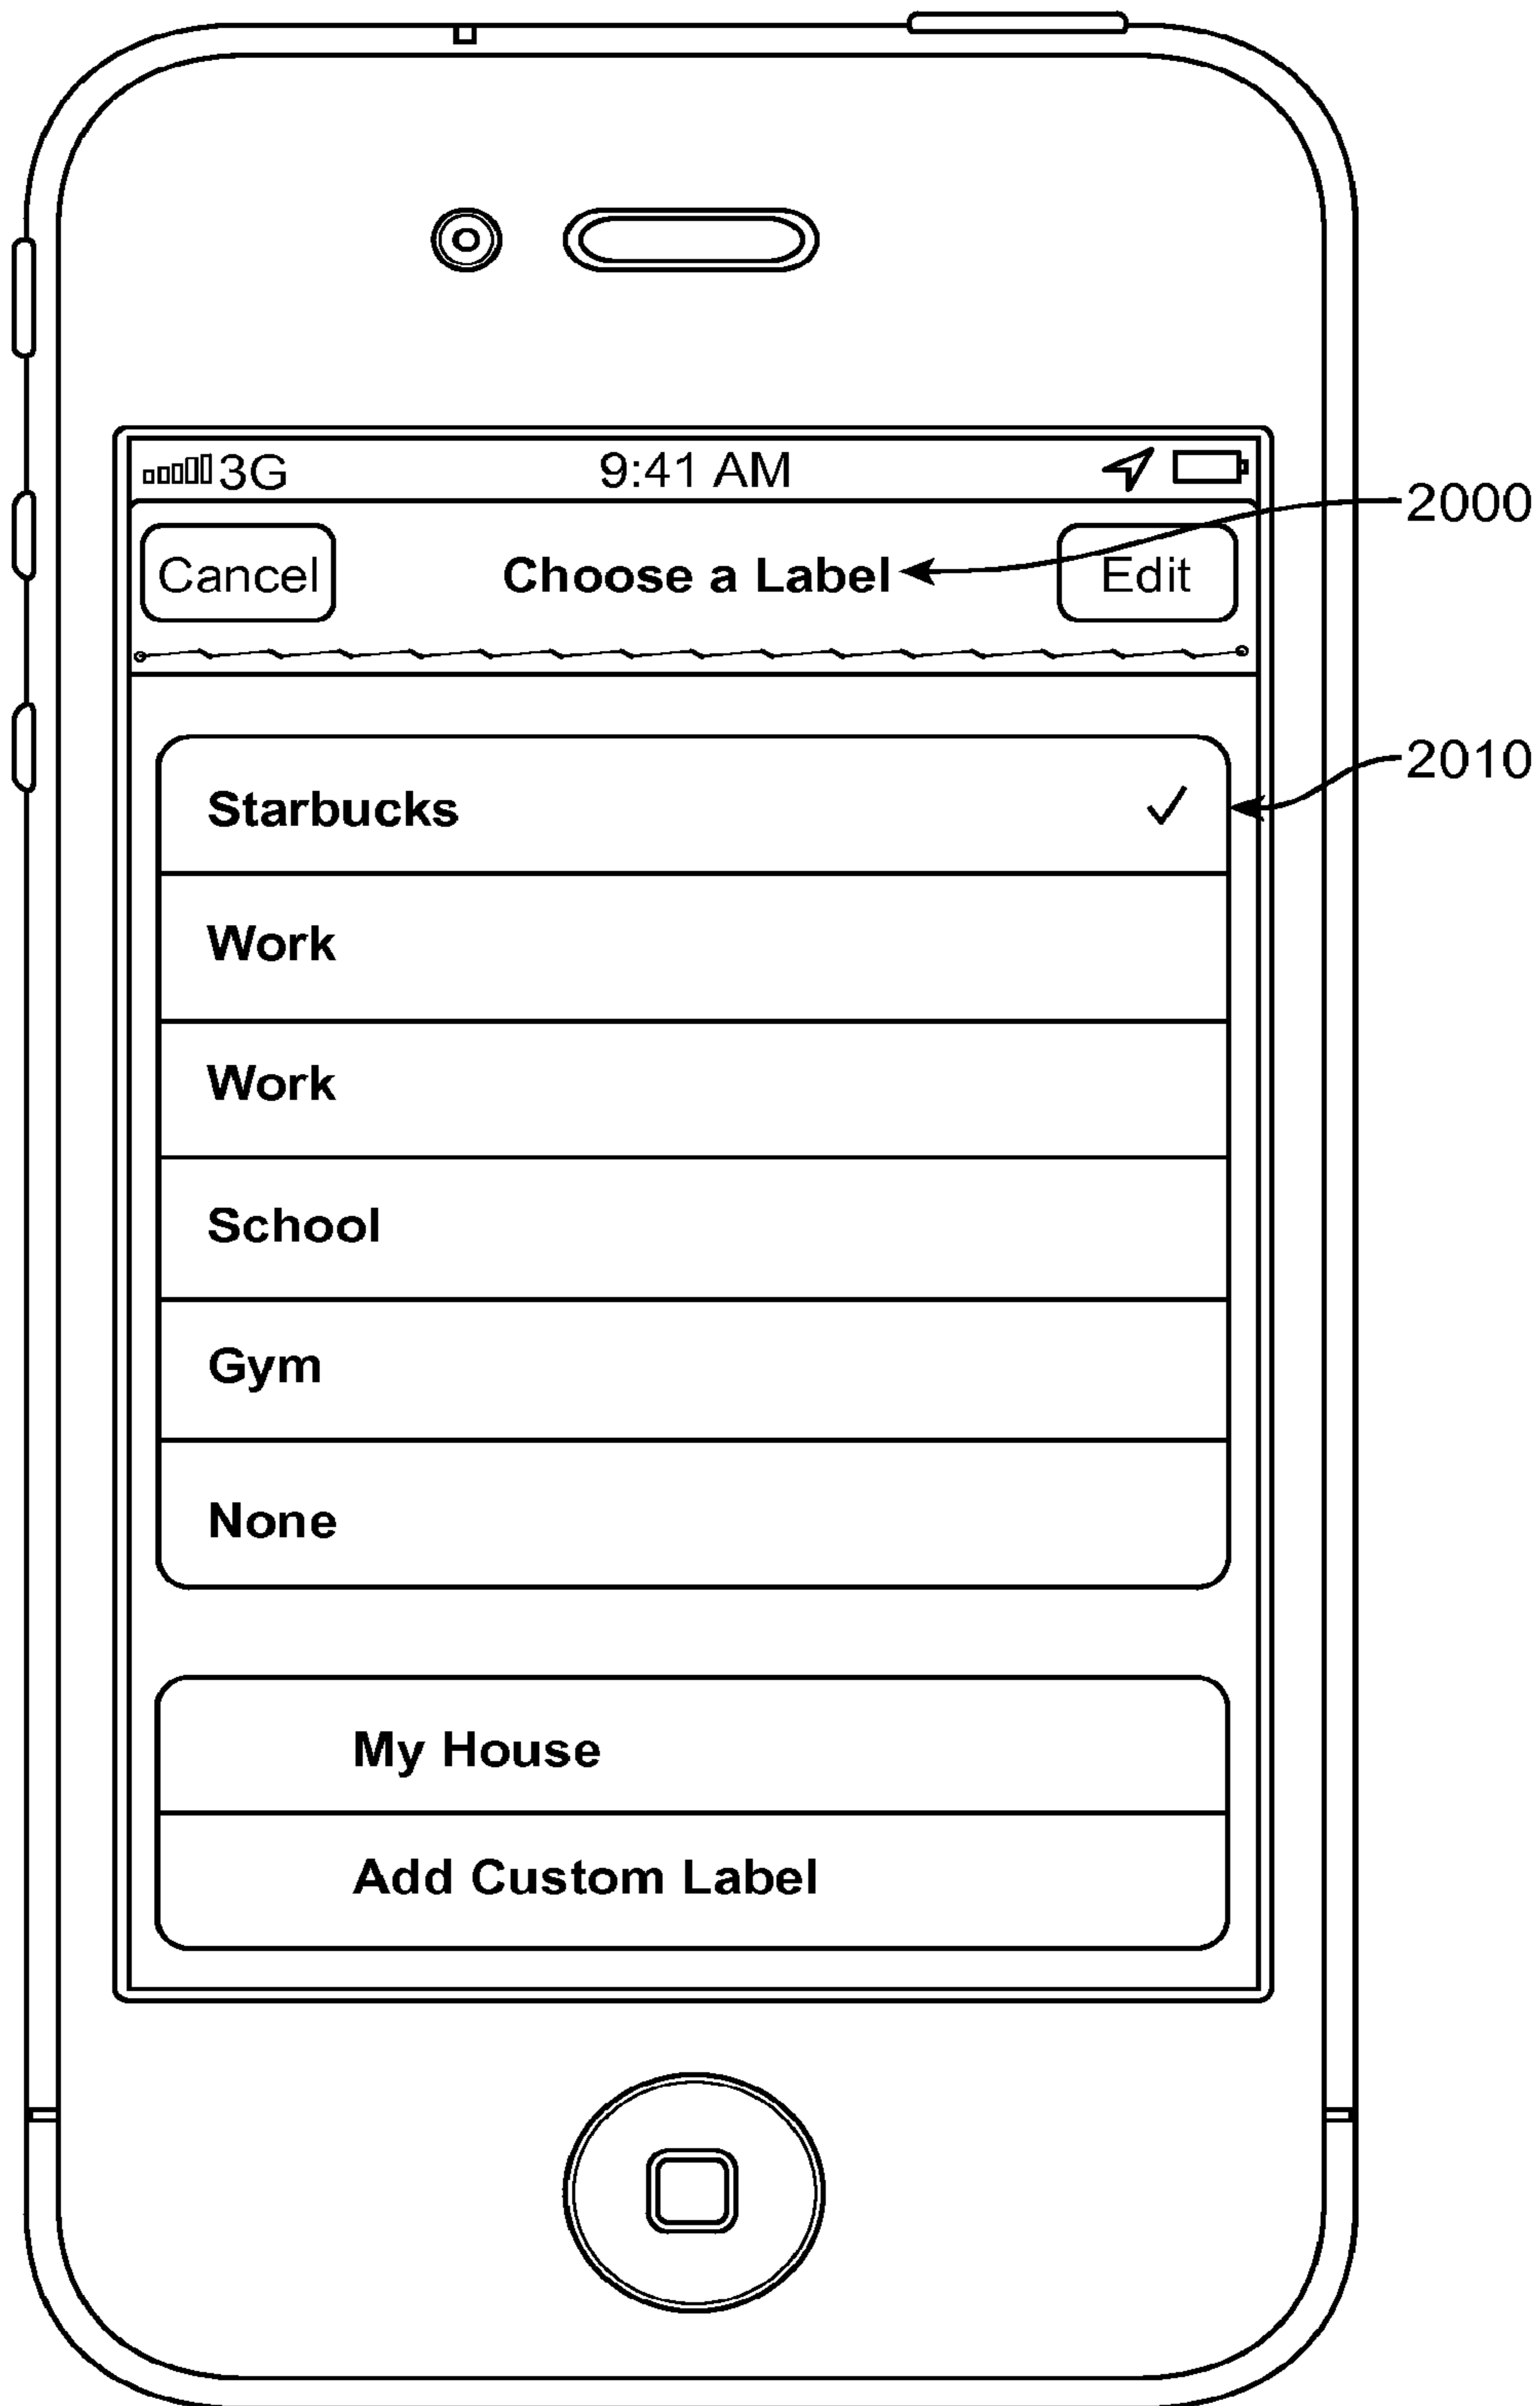 3G 9:41 AM
2000
Cancel Choose a Label Edit
2010
Starbucks
Work
Work
School
Gym
None
My House
Add Custom Label